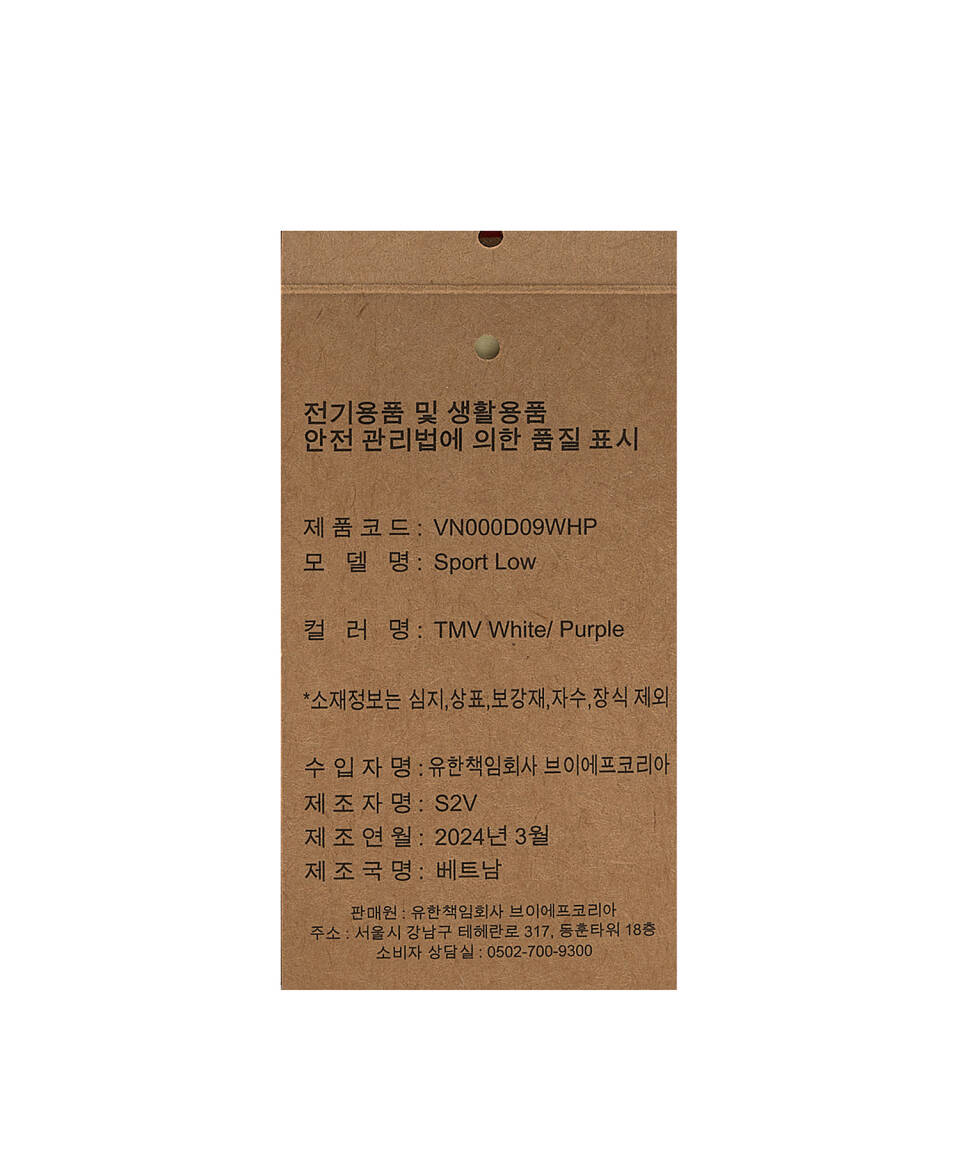 전기용품 및 생활용품
안전 관리법에 의한 품질 표시
제품코드 : VN000D09WHP
모델명 : Sport Low
컬러명 : TMV White/ Purple
*소재정보는 심지,상표,보강재,자수,장식 제외
수입자명 : 유한책임회사 브이에프코리아
제조자명 : S2V
제조연월 : 2024년 3월
제조국명 : 베트남
판매원 : 유한책임회사 브이에프코리아
주소 : 서울시 강남구 테헤란로 317, 동훈타워 18층
소비자 상담실 : 0502-700-9300